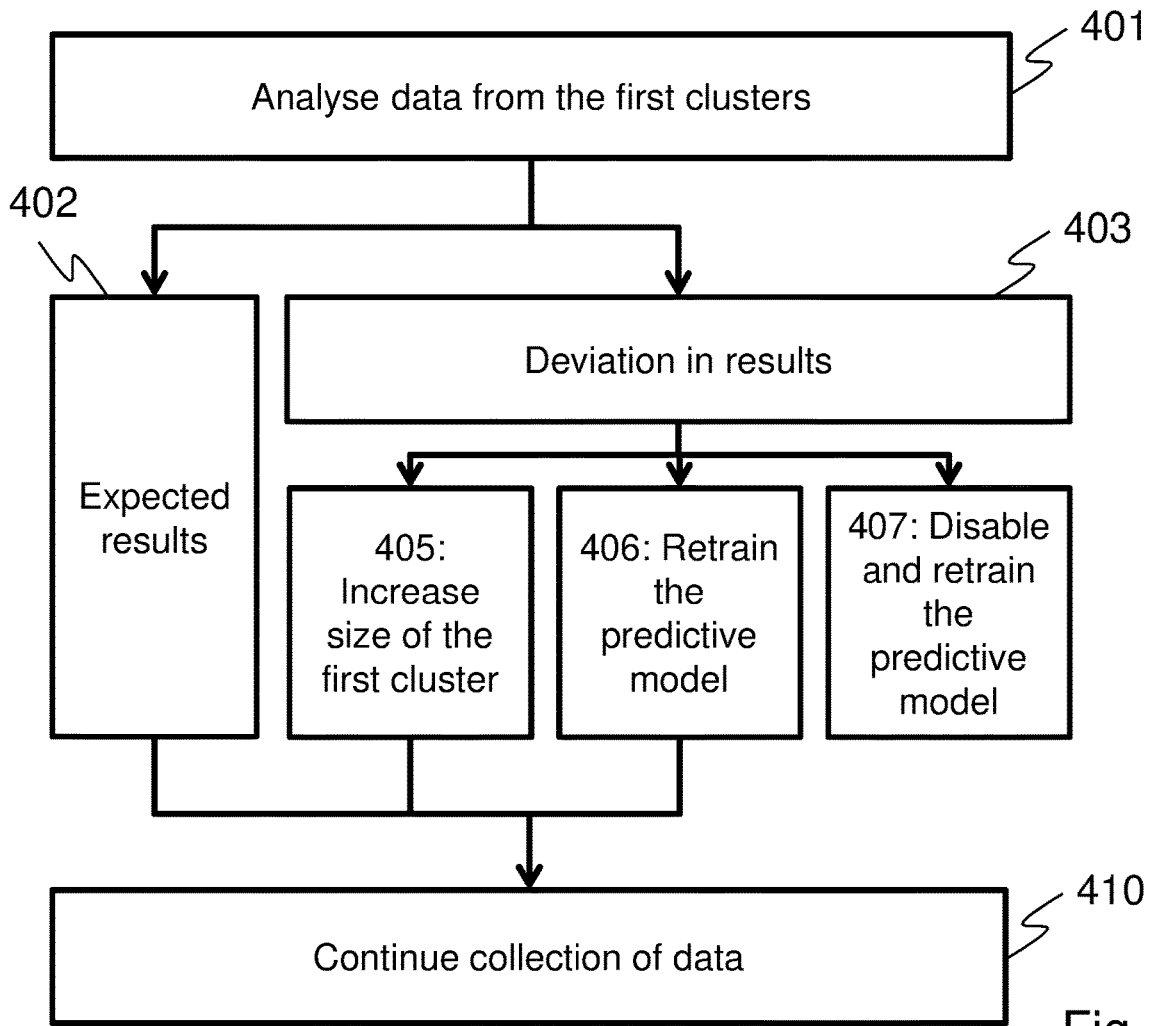 401
Analyse data from the first clusters
402
403
Deviation in results
Expected
results
405:
Increase
size of the
first cluster
406: Retrain
the
predictive
model
407: Disable
and retrain
the
predictive
model
410
Continue collection of data
Fig